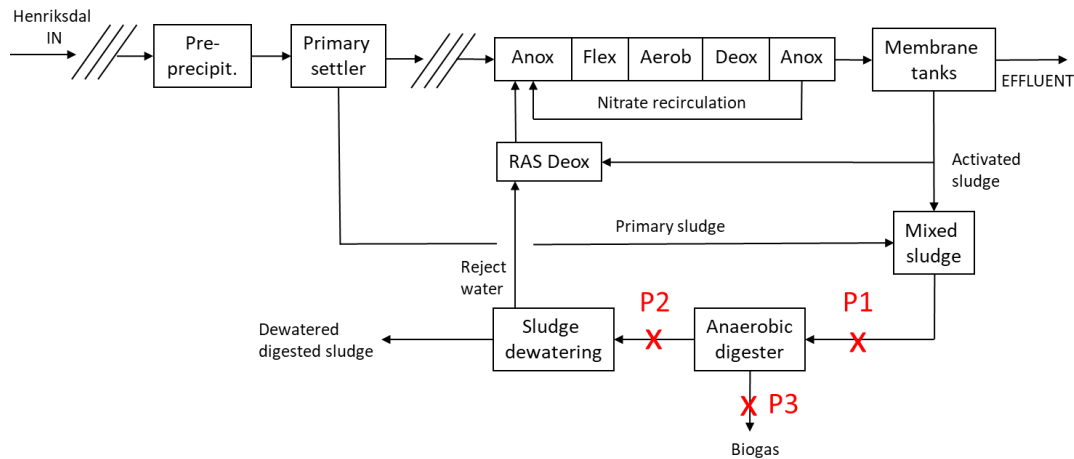 Henriksdal
IN
Pre-
precipit.
Primary
settler
Anox
Flex
Aerob
Deox
Anox
Membrane
tanks
EFFLUENT
Nitrate recirculation
RAS Deox
Activated
sludge
Primary sludge
Mixed
sludge
Reject
water
P2
P1
Dewatered
digested sludge
Sludge
dewatering
X
Anaerobic
digester
X
X
P3
Biogas